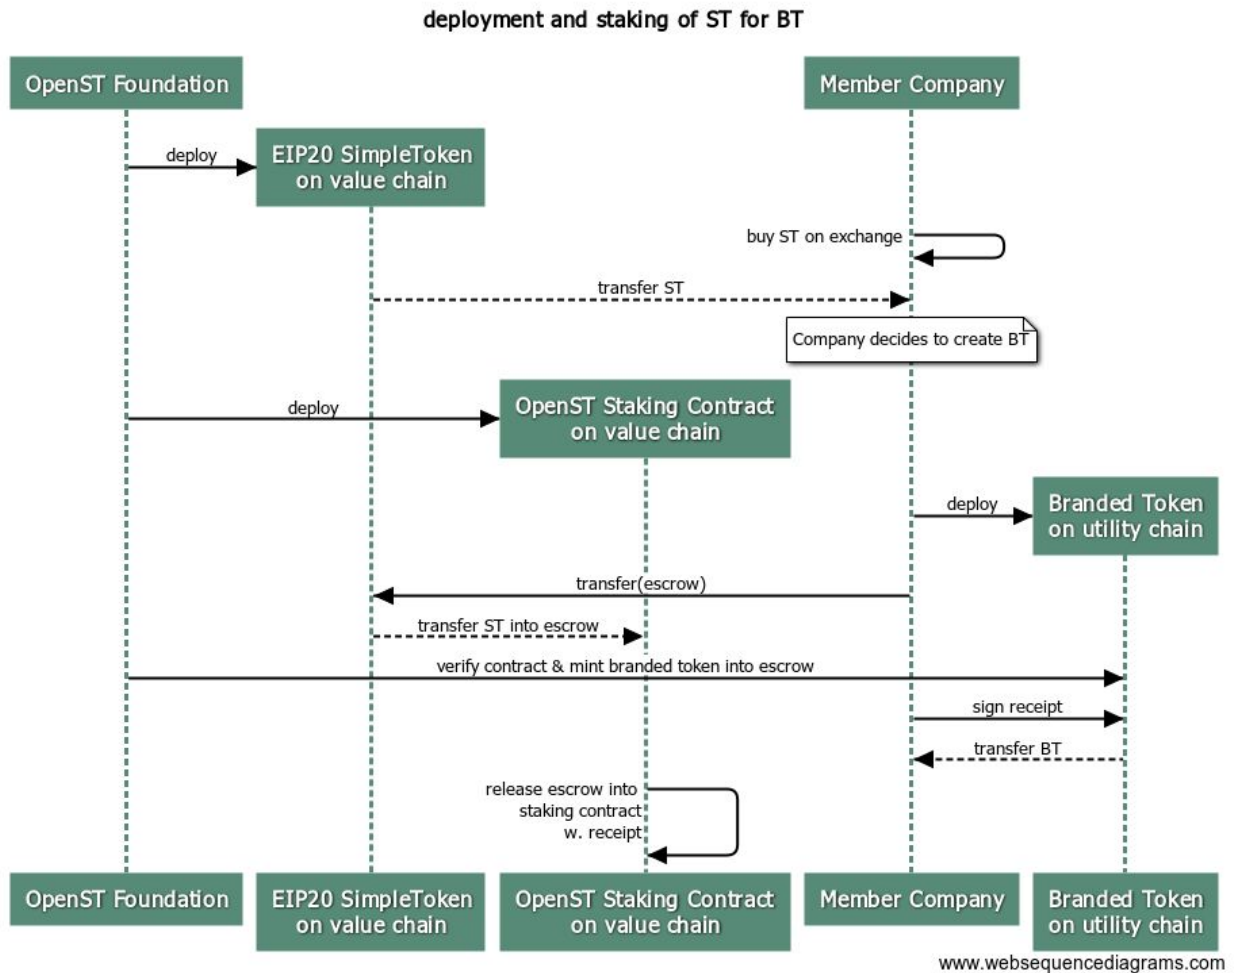 deployment and staking of ST for BT
OpenST Foundation
Member Company
deploy
EIP20 SimpleToken
on value chain
buy ST on exchange
transfer ST
Company decides to create BT
deploy
OpenST Staking Contract
on value chain
deploy
Branded Token
on utility chain
transfer(escrow)
transfer ST into escrow
verify contract & mint branded token into escrow
sign receipt
transfer BT
release escrow into
staking contract
w. receipt
OpenST Foundation
EIP20 SimpleToken
on value chain
OpenST Staking Contract
on value chain
Member Company
Branded Token
on utility chain
www.websequencediagrams.com